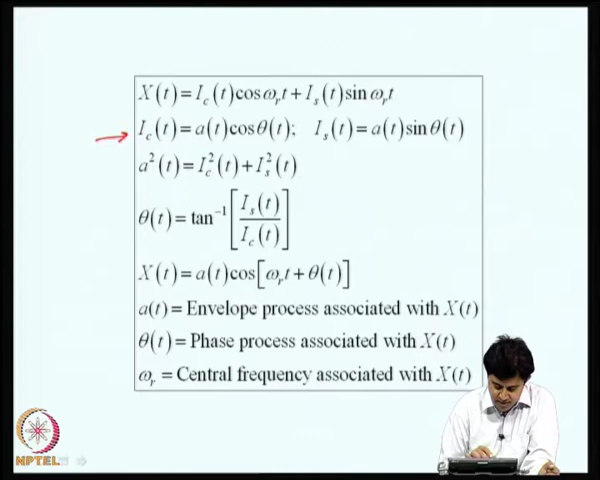 X(t) = I_c(t) cos ω_r t + I_s(t) sin ω_r t
I_c(t) = a(t) cos θ(t);   I_s(t) = a(t) sin θ(t)
a²(t) = I_c²(t) + I_s²(t)
θ(t) = tan⁻¹ [ I_s(t) / I_c(t) ]
X(t) = a(t) cos[ω_r t + θ(t)]
a(t) = Envelope process associated with X(t)
θ(t) = Phase process associated with X(t)
ω_r = Central frequency associated with X(t)
NPTEL